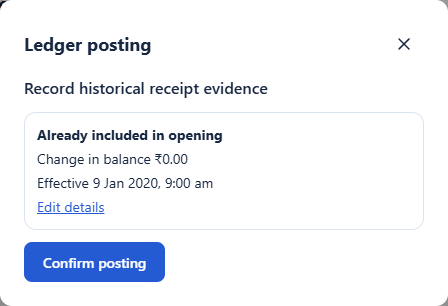 Ledger posting
Record historical receipt evidence
Already included in opening
Change in balance ₹0.00
Effective 9 Jan 2020, 9:00 am
Edit details
Confirm posting